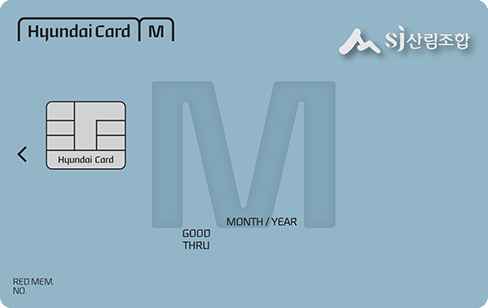 Hyundai Card M
sj산림조합
Hyundai Card
M
MONTH / YEAR
GOOD
THRU
RED MEM.
NO.